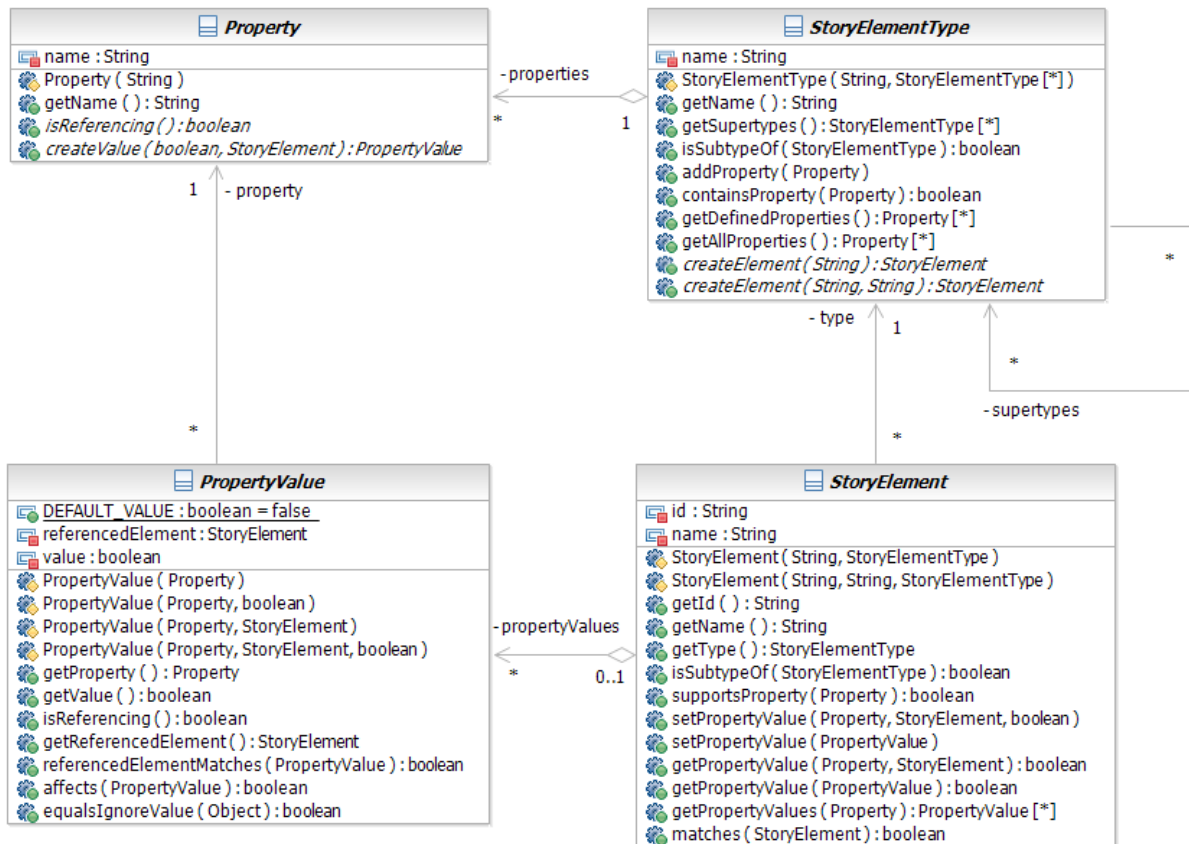 Property
name : String
Property ( String )
getName ( ) : String
isReferencing ( ) : boolean
createValue ( boolean, StoryElement ) : PropertyValue
- properties
*
1
StoryElementType
name : String
StoryElementType ( String, StoryElementType [*] )
getName ( ) : String
getSupertypes ( ) : StoryElementType [*]
isSubtypeOf ( StoryElementType ) : boolean
addProperty ( Property )
containsProperty ( Property ) : boolean
getDefinedProperties ( ) : Property [*]
getAllProperties ( ) : Property [*]
createElement ( String ) : StoryElement
createElement ( String, String ) : StoryElement
*
1
- property
*
- type
1
*
*
- supertypes
PropertyValue
DEFAULT_VALUE : boolean = false
referencedElement : StoryElement
value : boolean
PropertyValue ( Property )
PropertyValue ( Property, boolean )
PropertyValue ( Property, StoryElement )
PropertyValue ( Property, StoryElement, boolean )
getProperty ( ) : Property
getValue ( ) : boolean
isReferencing ( ) : boolean
getReferencedElement ( ) : StoryElement
referencedElementMatches ( PropertyValue ) : boolean
affects ( PropertyValue ) : boolean
equalsIgnoreValue ( Object ) : boolean
- propertyValues
*
0..1
StoryElement
id : String
name : String
StoryElement ( String, StoryElementType )
StoryElement ( String, String, StoryElementType )
getId ( ) : String
getName ( ) : String
getType ( ) : StoryElementType
isSubtypeOf ( StoryElementType ) : boolean
supportsProperty ( Property ) : boolean
setPropertyValue ( Property, StoryElement, boolean )
setPropertyValue ( PropertyValue )
getPropertyValue ( Property, StoryElement ) : boolean
getPropertyValue ( PropertyValue ) : boolean
getPropertyValues ( Property ) : PropertyValue [*]
matches ( StoryElement ) : boolean